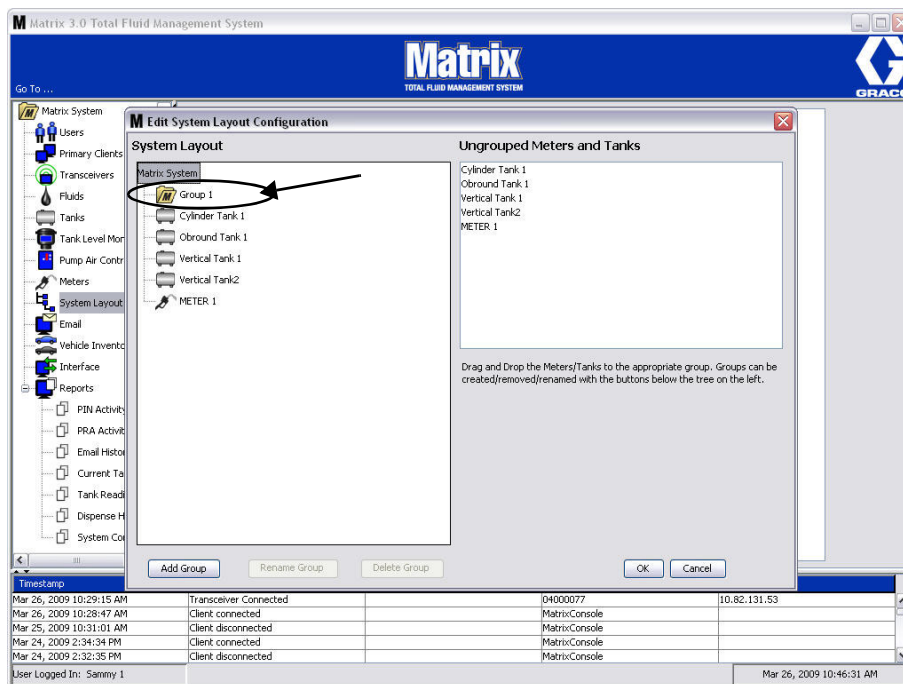 M Matrix 3.0 Total Fluid Management System
Matrix
TOTAL FLUID MANAGEMENT SYSTEM
GRACO
Go To ...
Matrix System
Users
Primary Clients
Transceivers
Fluids
Tanks
Tank Level Mon
Pump Air Contr
Meters
System Layout
Email
Vehicle Invento
Interface
Reports
PIN Activity
PRA Activit
Email Histor
Current Ta
Tank Readi
Dispense H
System Co
M Edit System Layout Configuration
System Layout
Matrix System
Group 1
Cylinder Tank 1
Obround Tank 1
Vertical Tank 1
Vertical Tank2
METER 1
Ungrouped Meters and Tanks
Cylinder Tank 1
Obround Tank 1
Vertical Tank 1
Vertical Tank2
METER 1
Drag and Drop the Meters/Tanks to the appropriate group. Groups can be
created/removed/renamed with the buttons below the tree on the left.
Add Group Rename Group Delete Group OK Cancel
Timestamp
Mar 26, 2009 10:29:15 AM Transceiver Connected 04000077 10.82.131.53
Mar 26, 2009 10:28:47 AM Client connected MatrixConsole
Mar 25, 2009 10:31:01 AM Client disconnected MatrixConsole
Mar 24, 2009 2:34:34 PM Client connected MatrixConsole
Mar 24, 2009 2:32:35 PM Client disconnected MatrixConsole
User Logged In: Sammy 1 Mar 26, 2009 10:46:31 AM